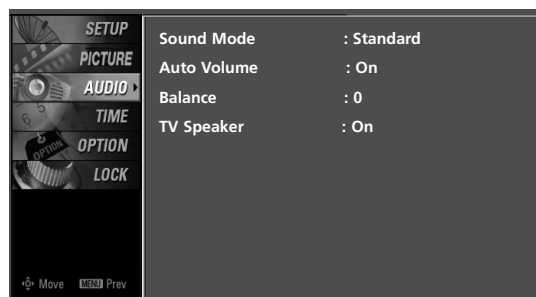 SETUP
PICTURE
AUDIO
TIME
OPTION
LOCK
Move MENU Prev
Sound Mode : Standard
Auto Volume : On
Balance : 0
TV Speaker : On